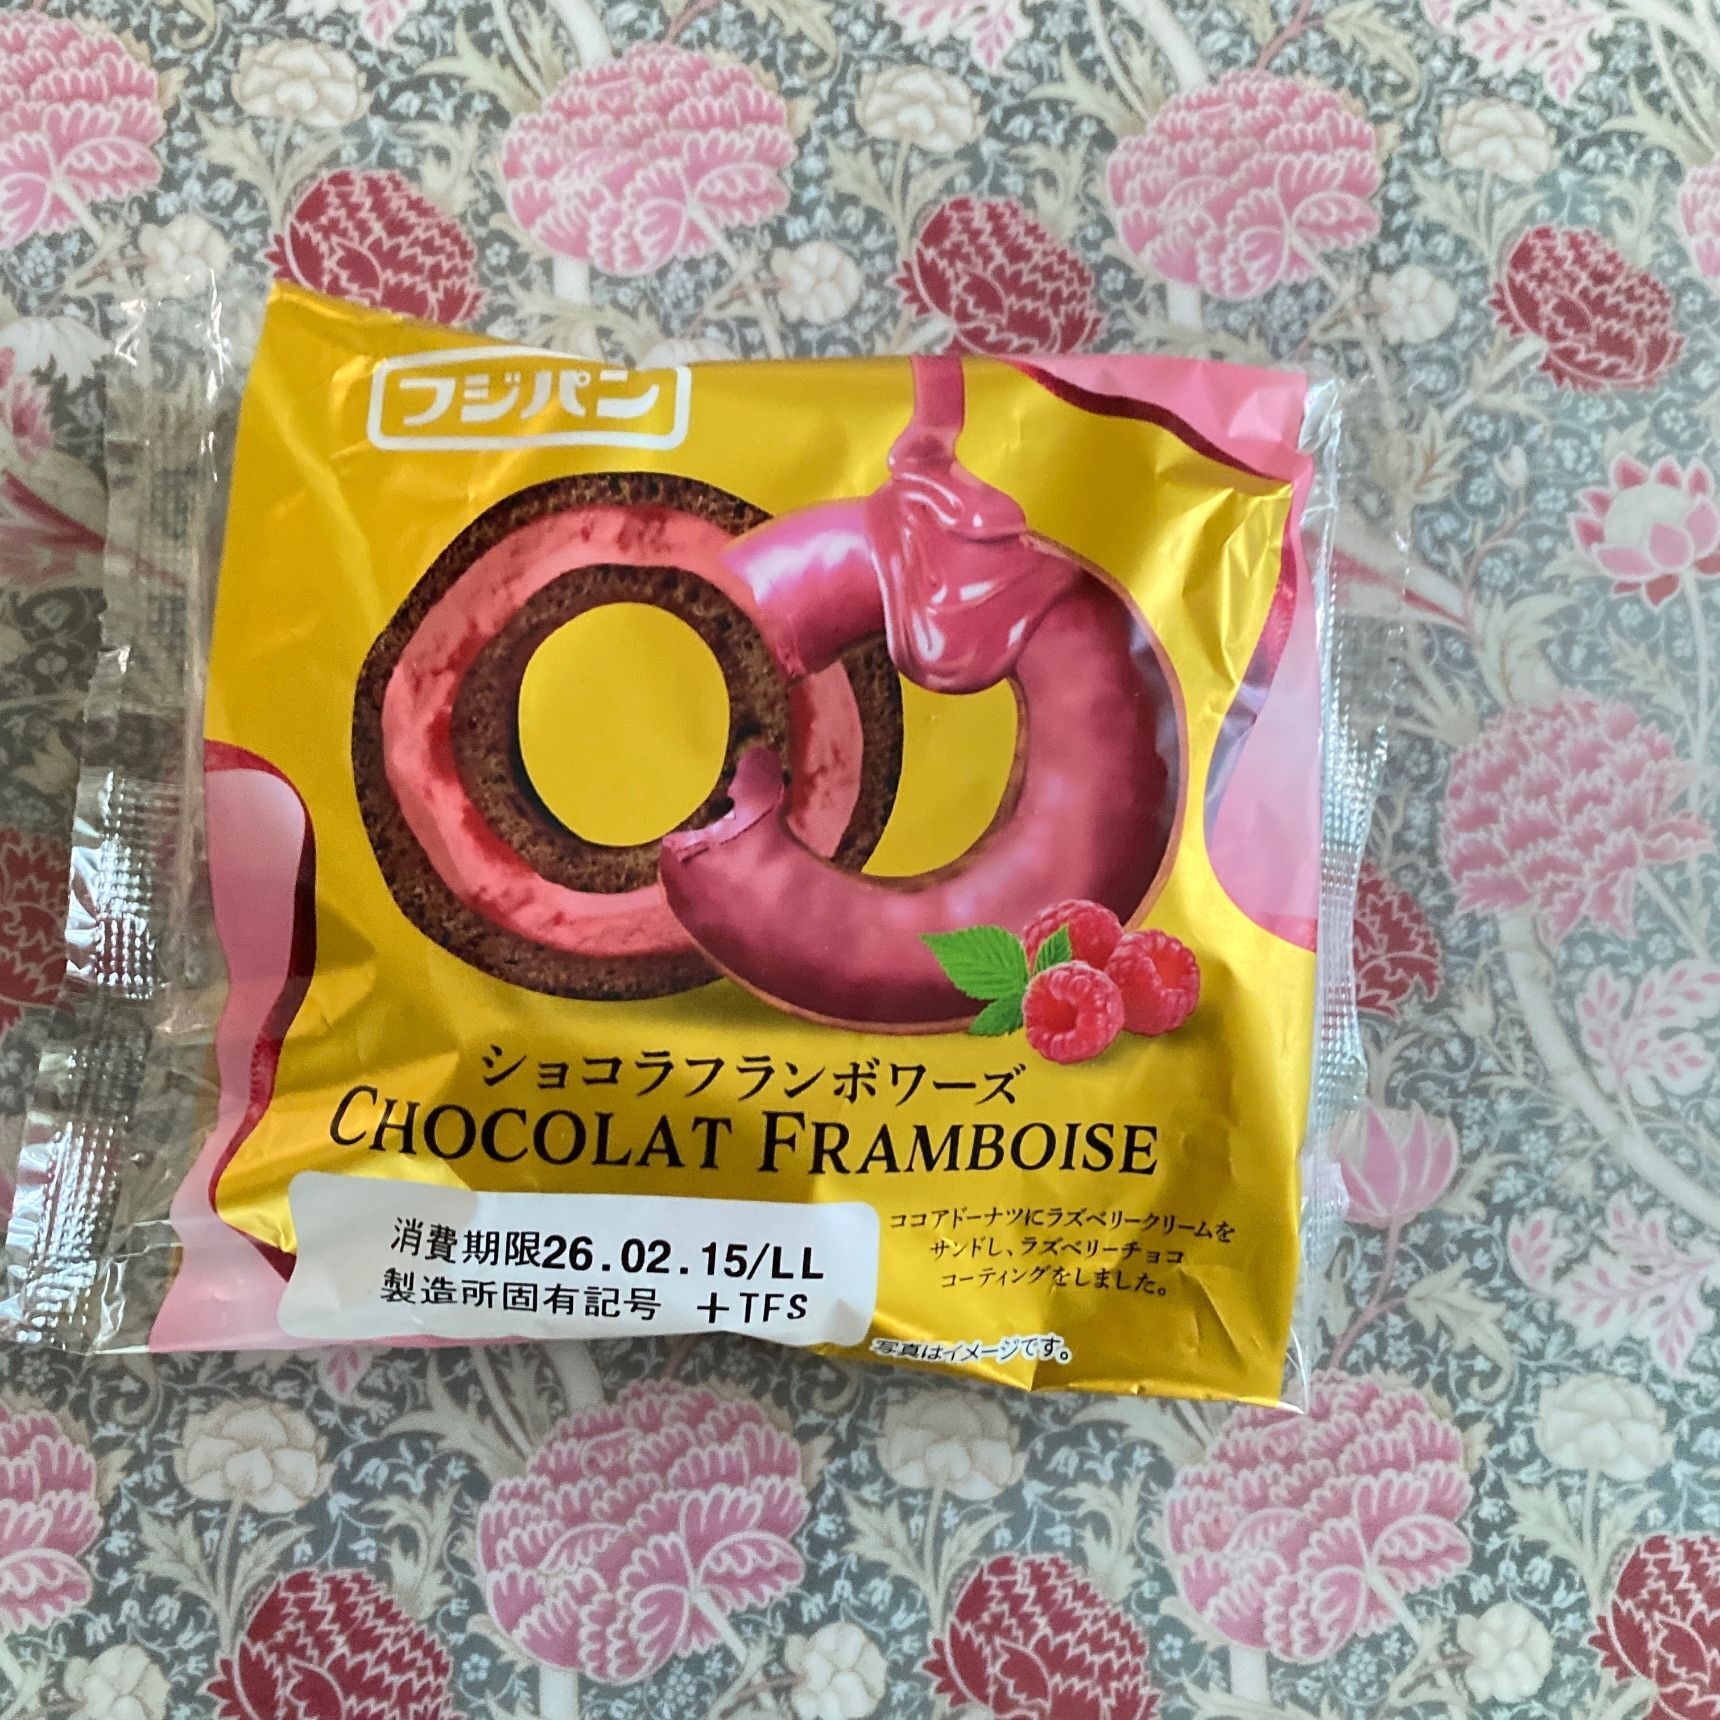 フジパン
ショコラフランボワーズ
CHOCOLAT FRAMBOISE
消費期限26.02.15/LL
製造所固有記号 +TFS
ココアドーナツにラズベリークリームを
サンドし、ラズベリーチョコ
コーティングをしました。
写真はイメージです。